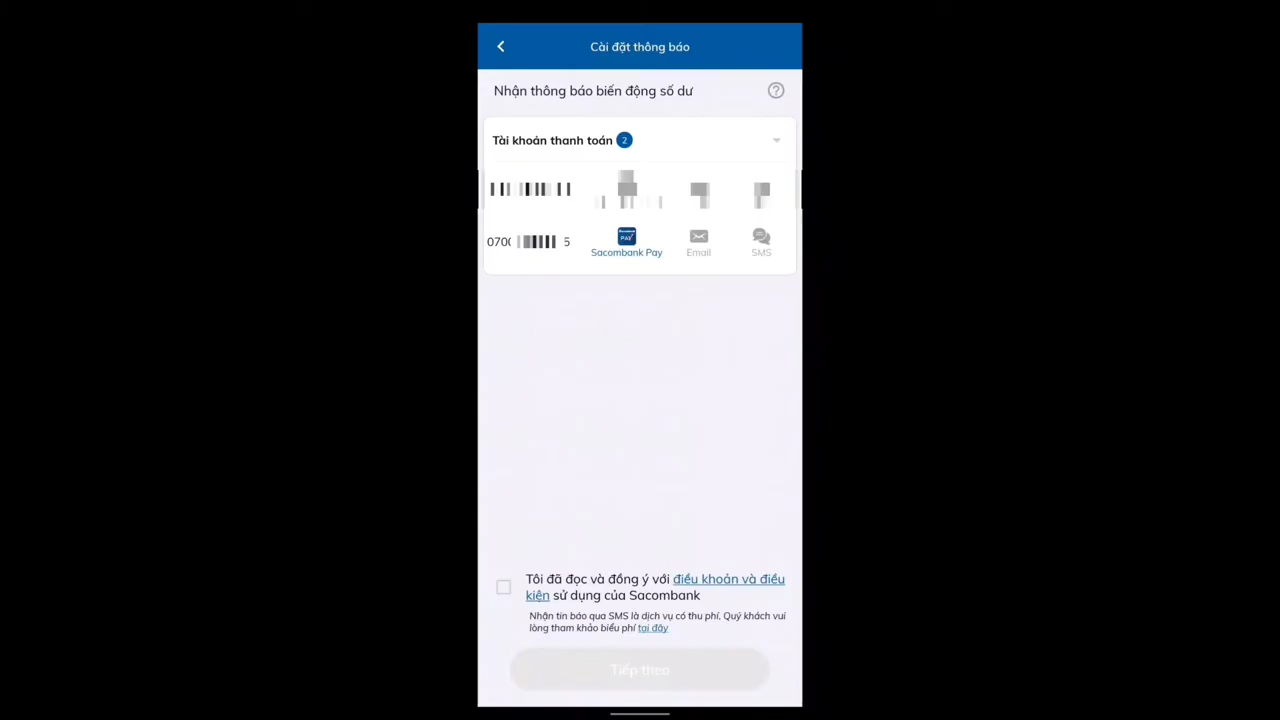 Cài đặt thông báo
Nhận thông báo biến động số dư
Tài khoản thanh toán 2
0700 5
Sacombank Pay Email SMS
Tôi đã đọc và đồng ý với điều khoản và điều
kiện sử dụng của Sacombank
Nhận tin báo qua SMS là dịch vụ có thu phí, Quý khách vui
lòng tham khảo biểu phí tại đây
Tiếp theo